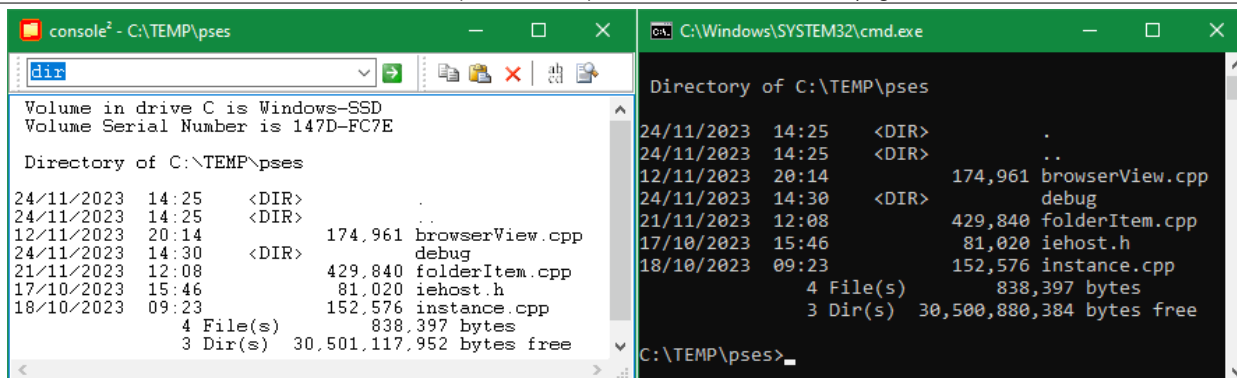 console² - C:\TEMP\pses
dir
ab
cd
Volume in drive C is Windows-SSD
Volume Serial Number is 147D-FC7E
Directory of C:\TEMP\pses
24/11/2023 14:25 <DIR> .
24/11/2023 14:25 <DIR> ..
12/11/2023 20:14 174,961 browserView.cpp
24/11/2023 14:30 <DIR> debug
21/11/2023 12:08 429,840 folderItem.cpp
17/10/2023 15:46 81,020 iehost.h
18/10/2023 09:23 152,576 instance.cpp
4 File(s) 838,397 bytes
3 Dir(s) 30,501,117,952 bytes free
C:\Windows\SYSTEM32\cmd.exe
Directory of C:\TEMP\pses
24/11/2023 14:25 <DIR> .
24/11/2023 14:25 <DIR> ..
12/11/2023 20:14 174,961 browserView.cpp
24/11/2023 14:30 <DIR> debug
21/11/2023 12:08 429,840 folderItem.cpp
17/10/2023 15:46 81,020 iehost.h
18/10/2023 09:23 152,576 instance.cpp
4 File(s) 838,397 bytes
3 Dir(s) 30,500,880,384 bytes free
C:\TEMP\pses>